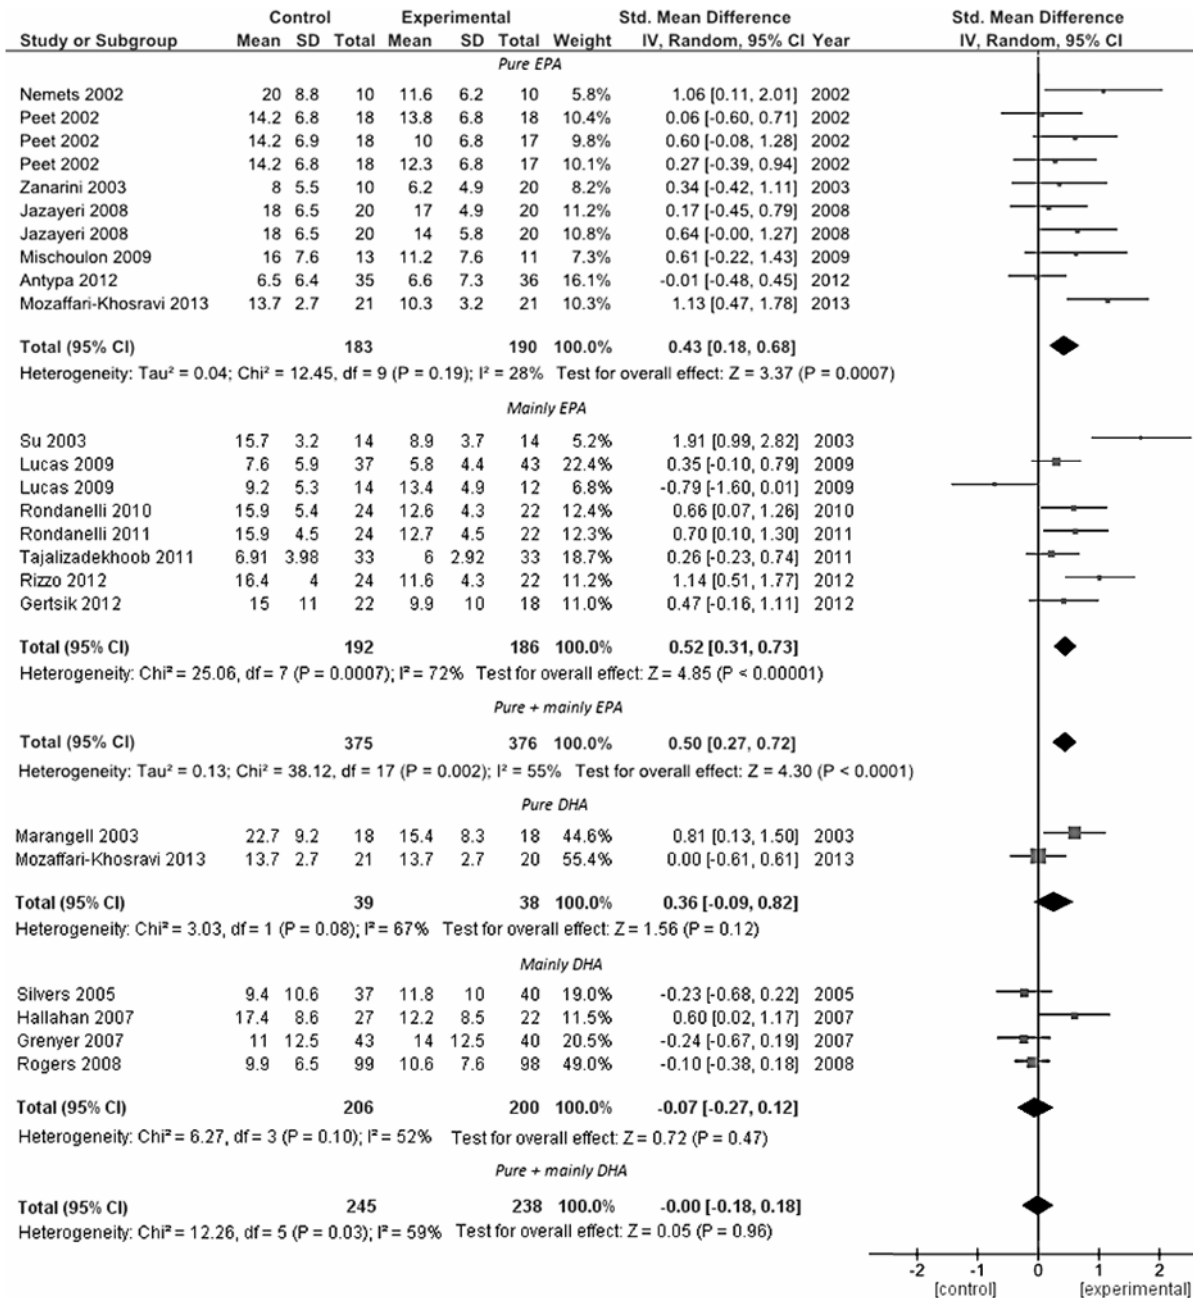 Control Experimental Std. Mean Difference Std. Mean Difference
Study or Subgroup Mean SD Total Mean SD Total Weight IV, Random, 95% CI Year IV, Random, 95% CI
Pure EPA
Nemets 2002 20 8.8 10 11.6 6.2 10 5.8% 1.06 [0.11, 2.01] 2002
Peet 2002 14.2 6.8 18 13.8 6.8 18 10.4% 0.06 [-0.60, 0.71] 2002
Peet 2002 14.2 6.9 18 10 6.8 17 9.8% 0.60 [-0.08, 1.28] 2002
Peet 2002 14.2 6.8 18 12.3 6.8 17 10.1% 0.27 [-0.39, 0.94] 2002
Zanarini 2003 8 5.5 10 6.2 4.9 20 8.2% 0.34 [-0.42, 1.11] 2003
Jazayeri 2008 18 6.5 20 17 4.9 20 11.2% 0.17 [-0.45, 0.79] 2008
Jazayeri 2008 18 6.5 20 14 5.8 20 10.8% 0.64 [-0.00, 1.27] 2008
Mischoulon 2009 16 7.6 13 11.2 7.6 11 7.3% 0.61 [-0.22, 1.43] 2009
Antypa 2012 6.5 6.4 35 6.6 7.3 36 16.1% -0.01 [-0.48, 0.45] 2012
Mozaffari-Khosravi 2013 13.7 2.7 21 10.3 3.2 21 10.3% 1.13 [0.47, 1.78] 2013
Total (95% CI) 183 190 100.0% 0.43 [0.18, 0.68]
Heterogeneity: Tau² = 0.04; Chi² = 12.45, df = 9 (P = 0.19); I² = 28% Test for overall effect: Z = 3.37 (P = 0.0007)
Mainly EPA
Su 2003 15.7 3.2 14 8.9 3.7 14 5.2% 1.91 [0.99, 2.82] 2003
Lucas 2009 7.6 5.9 37 5.8 4.4 43 22.4% 0.35 [-0.10, 0.79] 2009
Lucas 2009 9.2 5.3 14 13.4 4.9 12 6.8% -0.79 [-1.60, 0.01] 2009
Rondanelli 2010 15.9 5.4 24 12.6 4.3 22 12.4% 0.66 [0.07, 1.26] 2010
Rondanelli 2011 15.9 4.5 24 12.7 4.5 22 12.3% 0.70 [0.10, 1.30] 2011
Tajalizadekhoob 2011 6.91 3.98 33 6 2.92 33 18.7% 0.26 [-0.23, 0.74] 2011
Rizzo 2012 16.4 4 24 11.6 4.3 22 11.2% 1.14 [0.51, 1.77] 2012
Gertsik 2012 15 11 22 9.9 10 18 11.0% 0.47 [-0.16, 1.11] 2012
Total (95% CI) 192 186 100.0% 0.52 [0.31, 0.73]
Heterogeneity: Chi² = 25.06, df = 7 (P = 0.0007); I² = 72% Test for overall effect: Z = 4.85 (P < 0.00001)
Pure + mainly EPA
Total (95% CI) 375 376 100.0% 0.50 [0.27, 0.72]
Heterogeneity: Tau² = 0.13; Chi² = 38.12, df = 17 (P = 0.002); I² = 55% Test for overall effect: Z = 4.30 (P < 0.0001)
Pure DHA
Marangell 2003 22.7 9.2 18 15.4 8.3 18 44.6% 0.81 [0.13, 1.50] 2003
Mozaffari-Khosravi 2013 13.7 2.7 21 13.7 2.7 20 55.4% 0.00 [-0.61, 0.61] 2013
Total (95% CI) 39 38 100.0% 0.36 [-0.09, 0.82]
Heterogeneity: Chi² = 3.03, df = 1 (P = 0.08); I² = 67% Test for overall effect: Z = 1.56 (P = 0.12)
Mainly DHA
Silvers 2005 9.4 10.6 37 11.8 10 40 19.0% -0.23 [-0.68, 0.22] 2005
Hallahan 2007 17.4 8.6 27 12.2 8.5 22 11.5% 0.60 [0.02, 1.17] 2007
Grenyer 2007 11 12.5 43 14 12.5 40 20.5% -0.24 [-0.67, 0.19] 2007
Rogers 2008 9.9 6.5 99 10.6 7.6 98 49.0% -0.10 [-0.38, 0.18] 2008
Total (95% CI) 206 200 100.0% -0.07 [-0.27, 0.12]
Heterogeneity: Chi² = 6.27, df = 3 (P = 0.10); I² = 52% Test for overall effect: Z = 0.72 (P = 0.47)
Pure + mainly DHA
Total (95% CI) 245 238 100.0% -0.00 [-0.18, 0.18]
Heterogeneity: Chi² = 12.26, df = 5 (P = 0.03); I² = 59% Test for overall effect: Z = 0.05 (P = 0.96)
-2 -1 0 1 2
[control] [experimental]